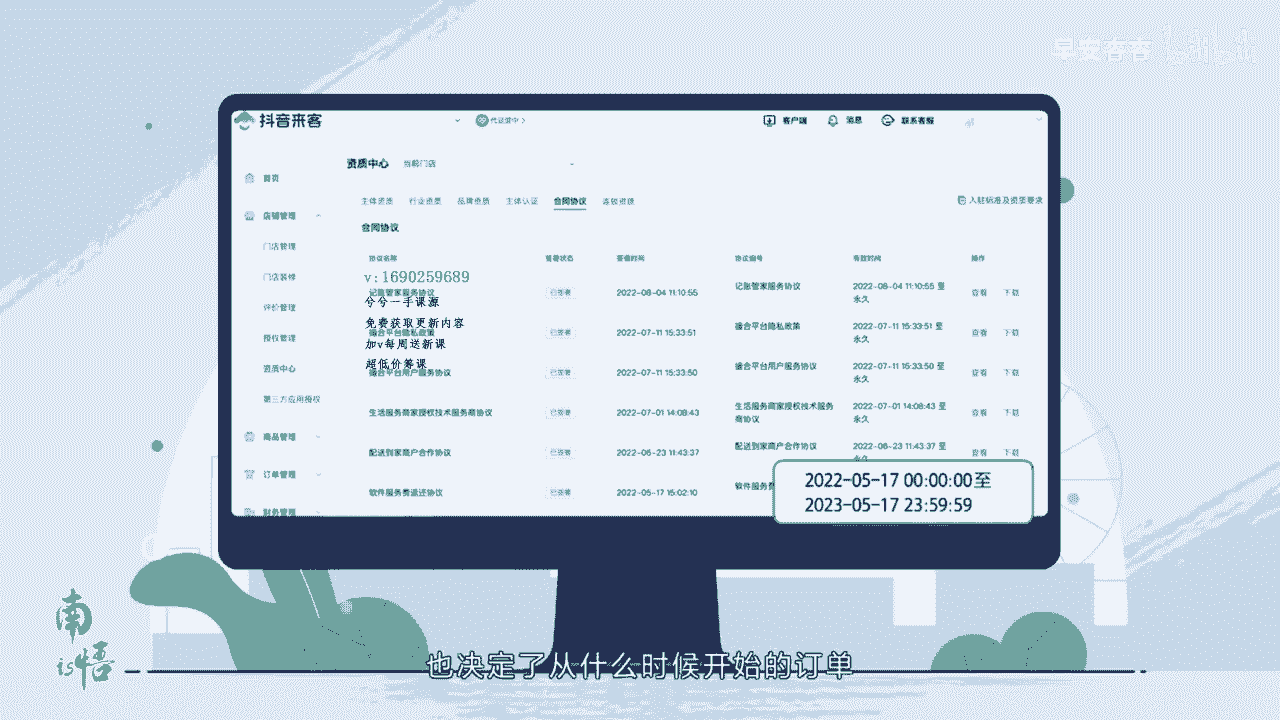 早安香香 bilibili
抖音来客
代运营中 >
客户端
消息
联系客服
资质中心 当前门店
首页
主体资质 行业资质 品牌资质 主体认证 合同协议 连锁资质
入驻标准及资质要求
店铺管理
合同协议
门店管理
协议名称 签署状态 签署时间 协议编号 有效时间 操作
v:1690259689
门店装修
记账管家服务协议 已签署 2022-08-04 11:10:55 记账管家服务协议 2022-08-04 11:10:55 至
永久 查看 下载
兮兮一手课源
评价管理
免费获取更新内容
撮合平台隐私政策 已签署 2022-07-11 15:33:51 撮合平台隐私政策 2022-07-11 15:33:51 至
永久 查看 下载
授权管理
加v每周送新课
超低价筹课
资质中心
撮合平台用户服务协议 已签署 2022-07-11 15:33:50 撮合平台用户服务协议 2022-07-11 15:33:50 至
永久 查看 下载
第三方应用授权
生活服务商家授权技术服务商协议 已签署 2022-07-01 14:08:43 生活服务商家授权技术服务
商协议 2022-07-01 14:08:43 至
永久 查看 下载
商品管理
配送到家商户合作协议 已签署 2022-06-23 11:43:37 配送到家商户合作协议 2022-06-23 11:43:37 至
永久 查看 下载
订单管理
软件服务费返还协议 已签署 2022-05-17 15:02:10 软件服务费
2022-05-17 00:00:00至
2023-05-17 23:59:59
财务管理
南
is悟
也决定了从什么时候开始的订单